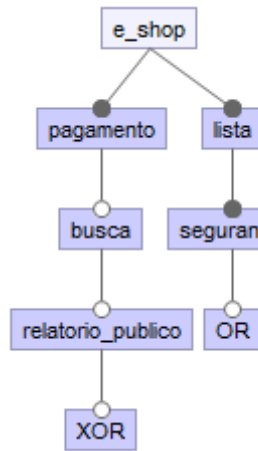 e_shop
pagamento
lista
busca
seguran
relatorio_publico
OR
XOR